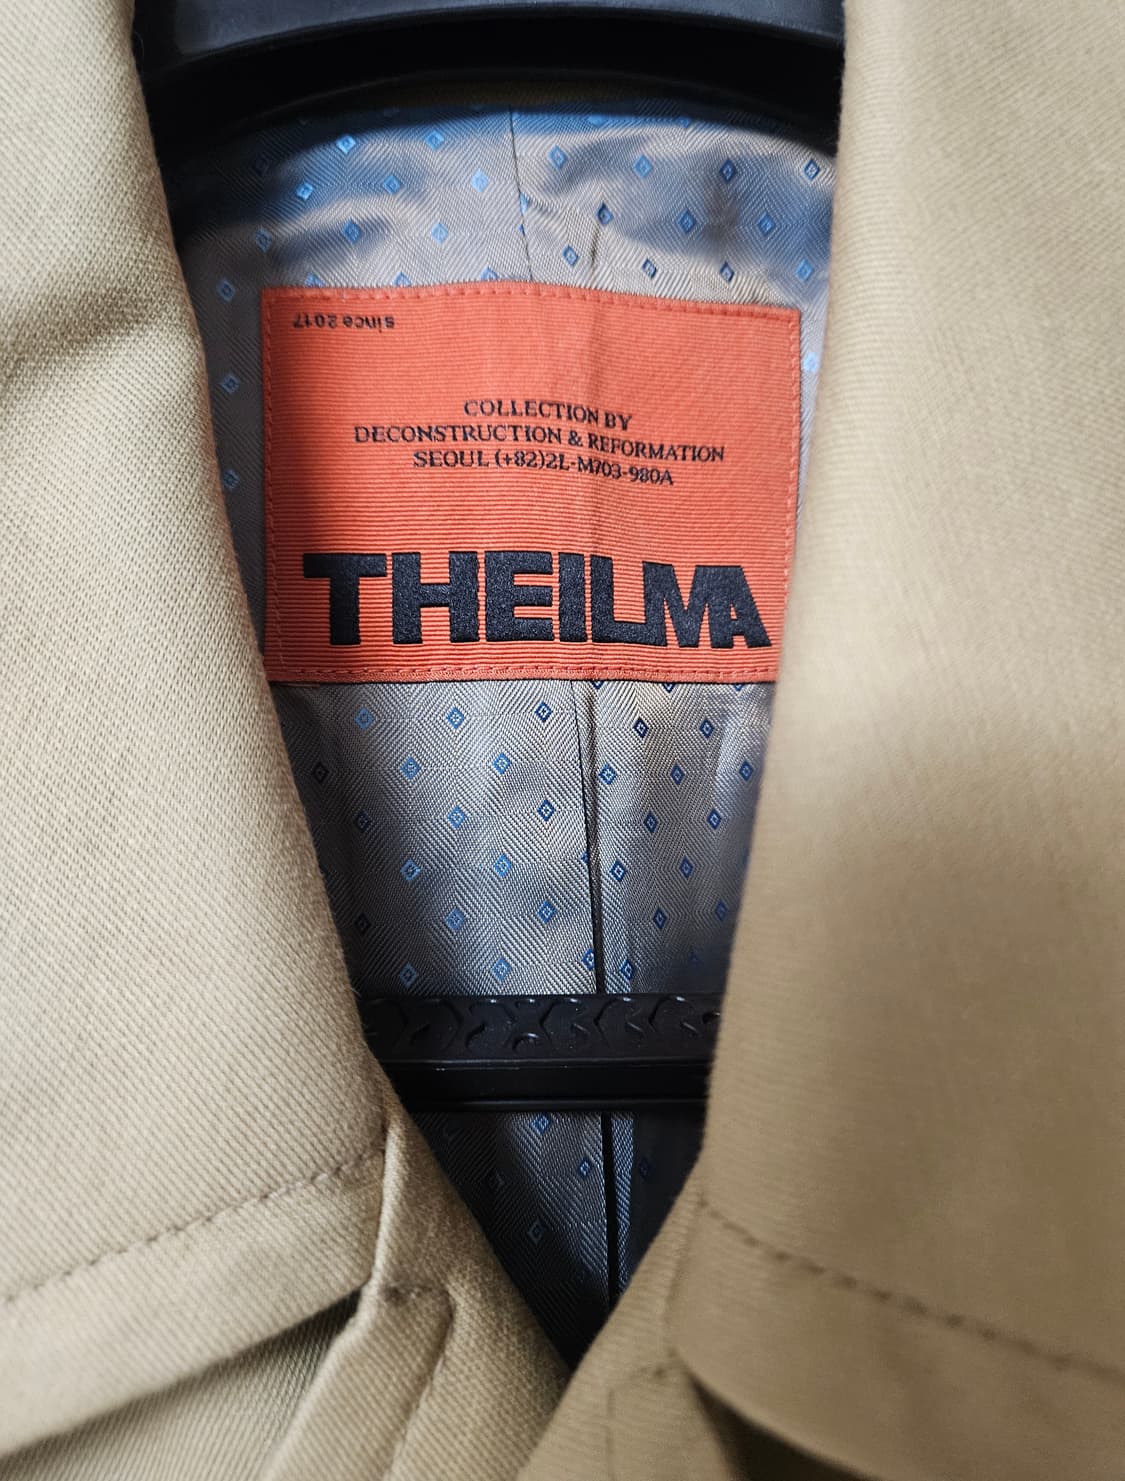 since 2017
COLLECTION BY
DECONSTRUCTION & REFORMATION
SEOUL (+82)2L-M703-980A
THEILMA